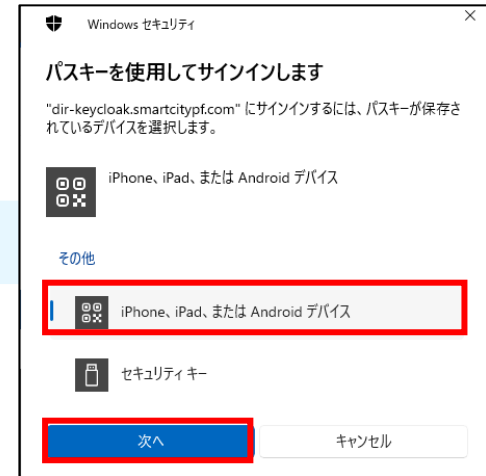 Windows セキュリティ
パスキーを使用してサインインします
"dir-keycloak.smartcitypf.com" にサインインするには、パスキーが保存さ
れているデバイスを選択します。
iPhone、iPad、または Android デバイス
その他
iPhone、iPad、または Android デバイス
セキュリティ キー
次へ
キャンセル